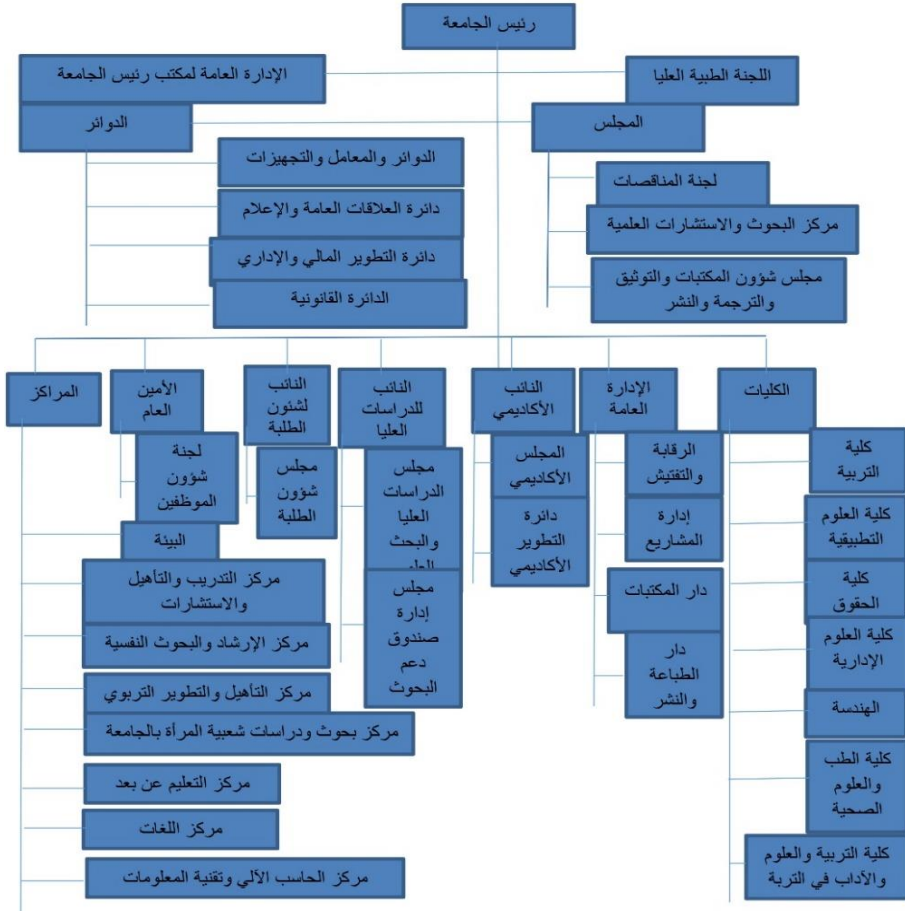 رئيس الجامعة
اللجنة الطبية العليا
الإدارة العامة لمكتب رئيس الجامعة
المجلس
الدوائر
لجنة المناقصات
مركز البحوث والاستشارات العلمية
مجلس شؤون المكتبات والتوثيق
والترجمة والنشر
الدوائر والمعامل والتجهيزات
دائرة العلاقات العامة والإعلام
دائرة التطوير المالي والإداري
الدائرة القانونية
الكليات
كلية
التربية
كلية العلوم
التطبيقية
كلية
الحقوق
كلية العلوم
الإدارية
الهندسة
كلية الطب
والعلوم
الصحية
كلية التربية والعلوم
والآداب في التربة
الإدارة
العامة
الرقابة
والتفتيش
إدارة
المشاريع
دار المكتبات
دار
الطباعة
والنشر
النائب
الأكاديمي
المجلس
الأكاديمي
دائرة
التطوير
الأكاديمي
النائب
للدراسات
العليا
مجلس
الدراسات
العليا
والبحث
مجلس
إدارة
صندوق
دعم
البحوث
النائب
لشئون
الطلبة
مجلس
شؤون
الطلبة
الأمين
العام
لجنة
شؤون
الموظفين
المراكز
البيئة
مركز التدريب والتأهيل
والاستشارات
مركز الإرشاد والبحوث النفسية
مركز التأهيل والتطوير التربوي
مركز بحوث ودراسات شعبية المرأة بالجامعة
مركز التعليم عن بعد
مركز اللغات
مركز الحاسب الآلي وتقنية المعلومات